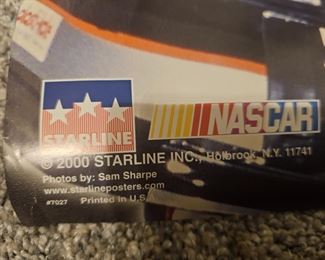 STARLINE
NASCAR
© 2000 STARLINE INC., Holbrook, N.Y. 11741
Photos by: Sam Sharpe
www.starlineposters.com
#7027 Printed in U.S.